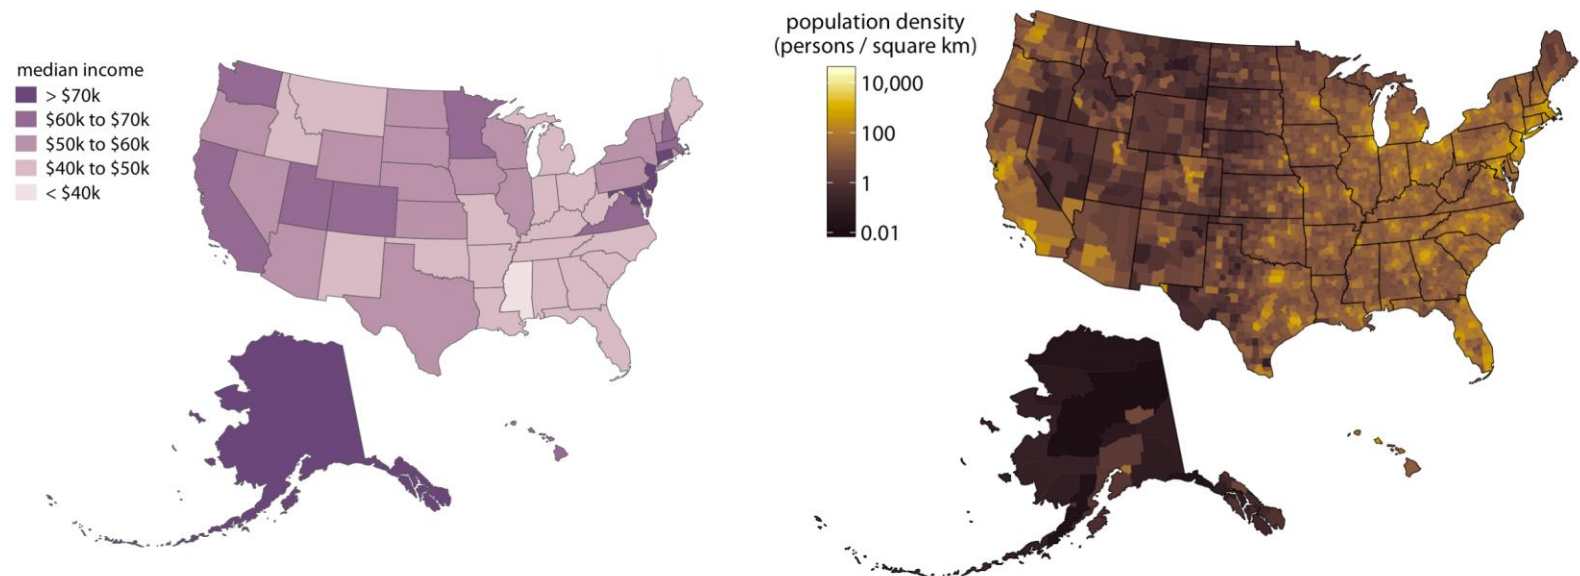 median income
> $70k
$60k to $70k
$50k to $60k
$40k to $50k
< $40k
population density
(persons / square km)
10,000
100
1
0.01